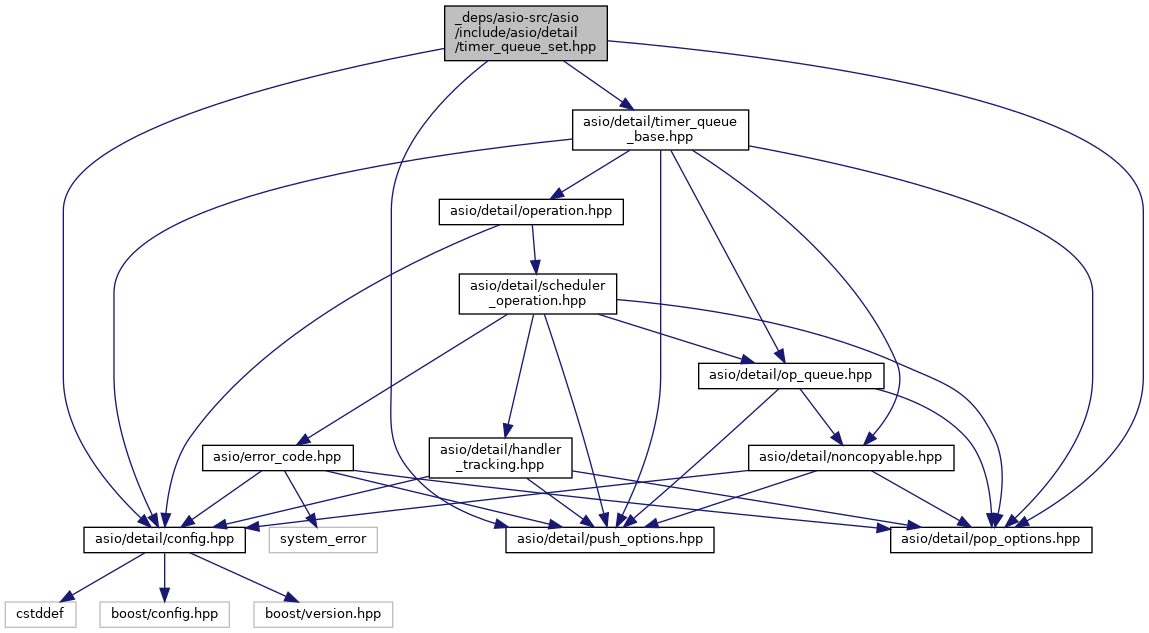 _deps/asio-src/asio
/include/asio/detail
/timer_queue_set.hpp
asio/detail/timer_queue
_base.hpp
asio/detail/operation.hpp
asio/detail/scheduler
_operation.hpp
asio/detail/op_queue.hpp
asio/error_code.hpp
asio/detail/handler
_tracking.hpp
asio/detail/noncopyable.hpp
asio/detail/config.hpp
system_error
asio/detail/push_options.hpp
asio/detail/pop_options.hpp
cstddef
boost/config.hpp
boost/version.hpp